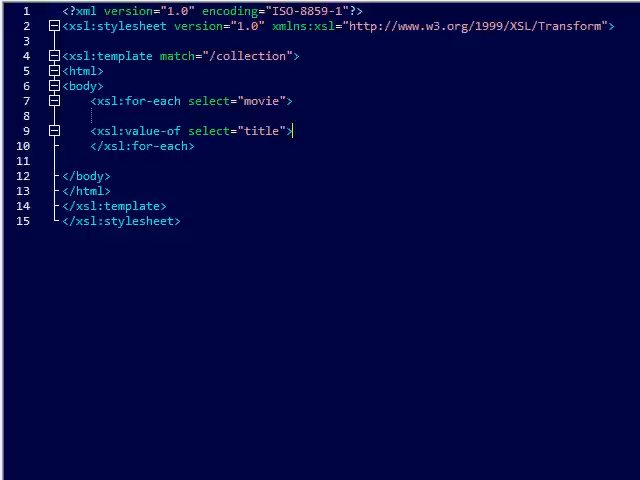 1 <?xml version="1.0" encoding="ISO-8859-1"?>
2 <xsl:stylesheet version="1.0" xmlns:xsl="http://www.w3.org/1999/XSL/Transform">
3
4 <xsl:template match="/collection">
5 <html>
6 <body>
7 <xsl:for-each select="movie">
8
9 <xsl:value-of select="title">
10 </xsl:for-each>
11
12 </body>
13 </html>
14 </xsl:template>
15 </xsl:stylesheet>